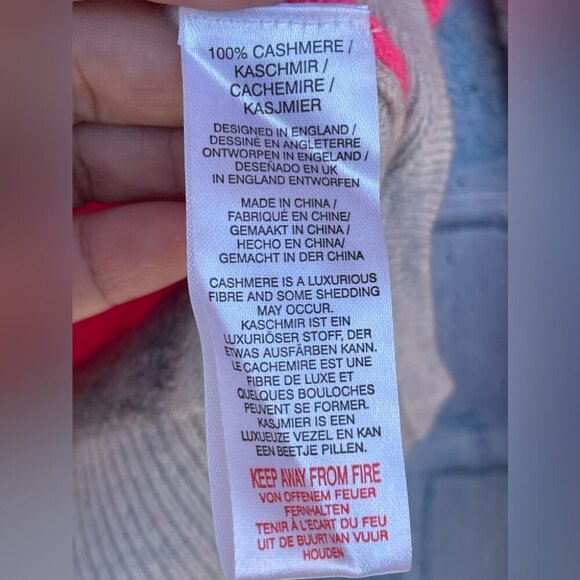 100% CASHMERE /
KASCHMIR /
CACHEMIRE /
KASJMIER
DESIGNED IN ENGLAND /
DESSINÉ EN ANGLETERRE
ONTWORPEN IN ENGELAND /
DESEÑADO EN UK
IN ENGLAND ENTWORFEN
MADE IN CHINA /
FABRIQUÉ EN CHINE/
GEMAAKT IN CHINA /
HECHO EN CHINA/
GEMACHT IN DER CHINA
CASHMERE IS A LUXURIOUS
FIBRE AND SOME SHEDDING
MAY OCCUR.
KASCHMIR IST EIN
LUXURIÖSER STOFF, DER
ETWAS AUSFÄRBEN KANN.
LE CACHEMIRE EST UNE
FIBRE DE LUXE ET
QUELQUES BOULOCHES
PEUVENT SE FORMER.
KASJMIER IS EEN
LUXUEUZE VEZEL EN KAN
EEN BEETJE PILLEN.
KEEP AWAY FROM FIRE
VON OFFENEM FEUER
FERNHALTEN
TENIR À L'ÉCART DU FEU
UIT DE BUURT VAN VUUR
HOUDEN